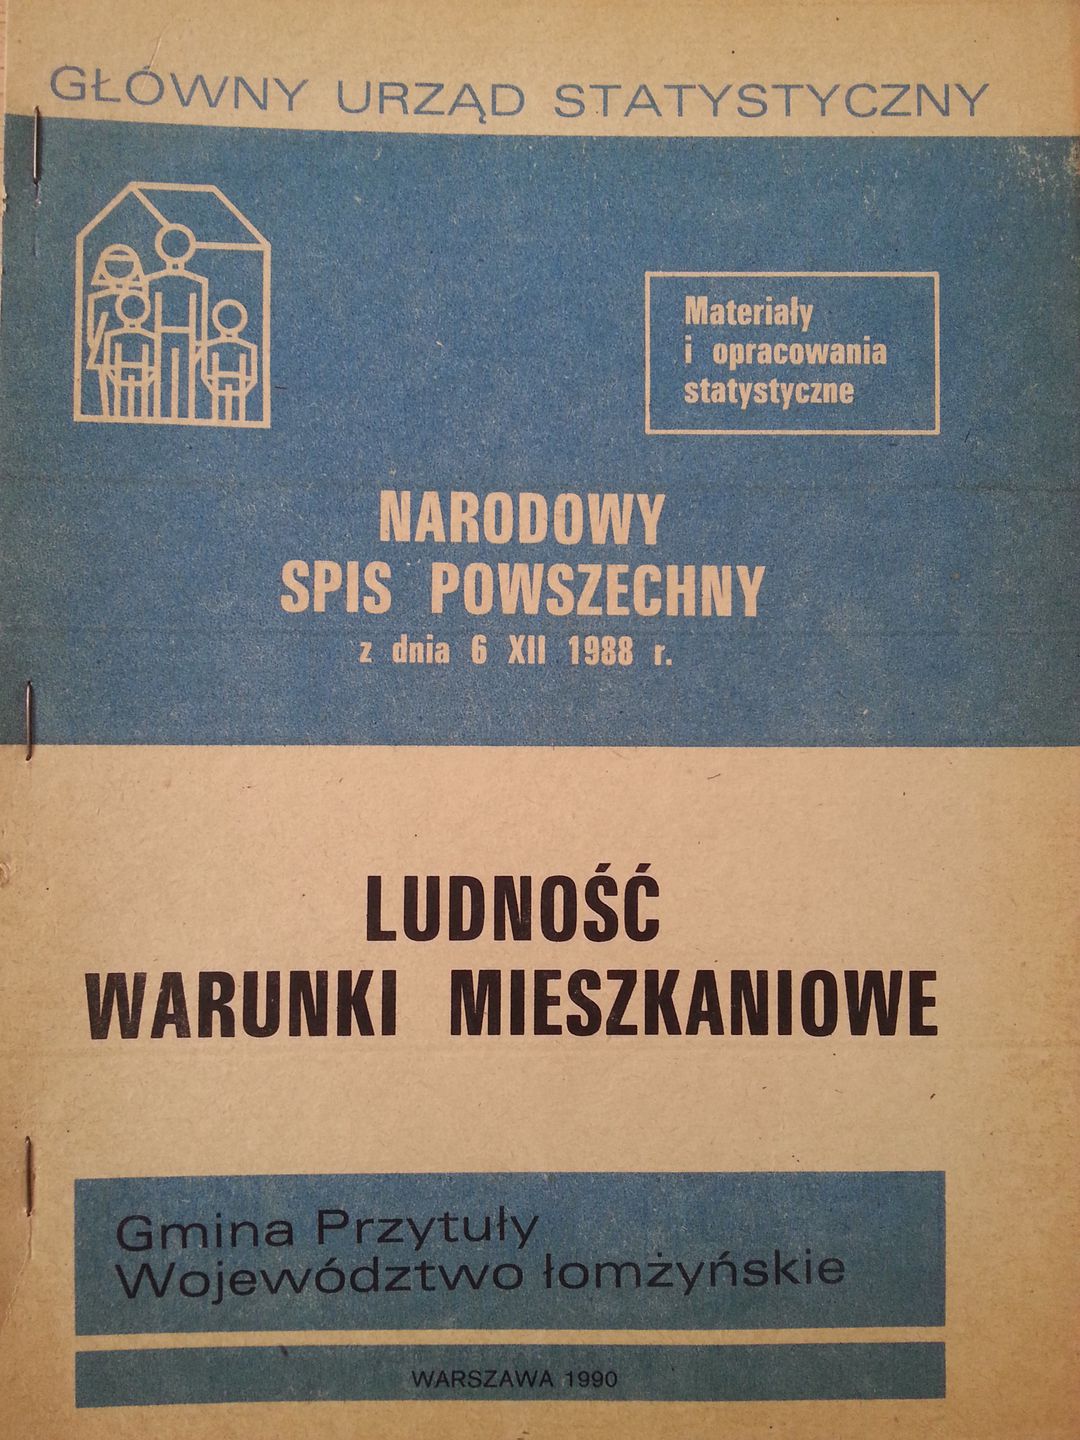 GŁÓWNY URZĄD STATYSTYCZNY
Materiały
i opracowania
statystyczne
NARODOWY
SPIS POWSZECHNY
z dnia 6 XII 1988 r.
LUDNOŚĆ
WARUNKI MIESZKANIOWE
Gmina Przytuły
Województwo łomżyńskie
WARSZAWA 1990